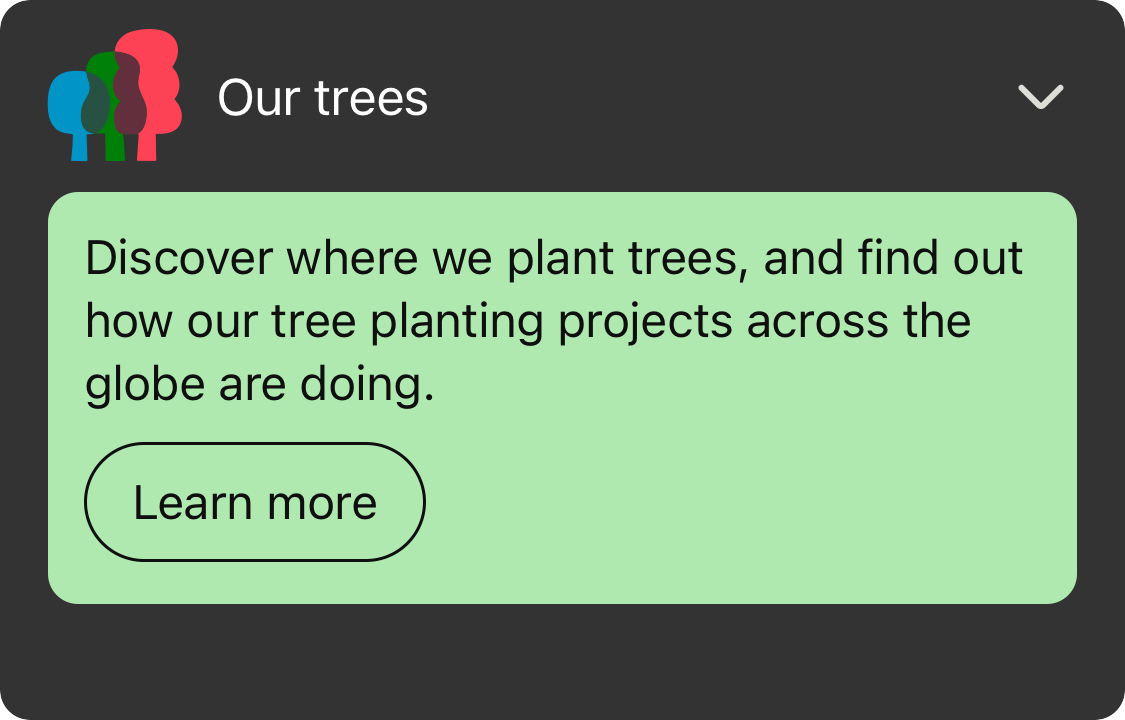 Our trees
Discover where we plant trees, and find out
how our tree planting projects across the
globe are doing.
Learn more